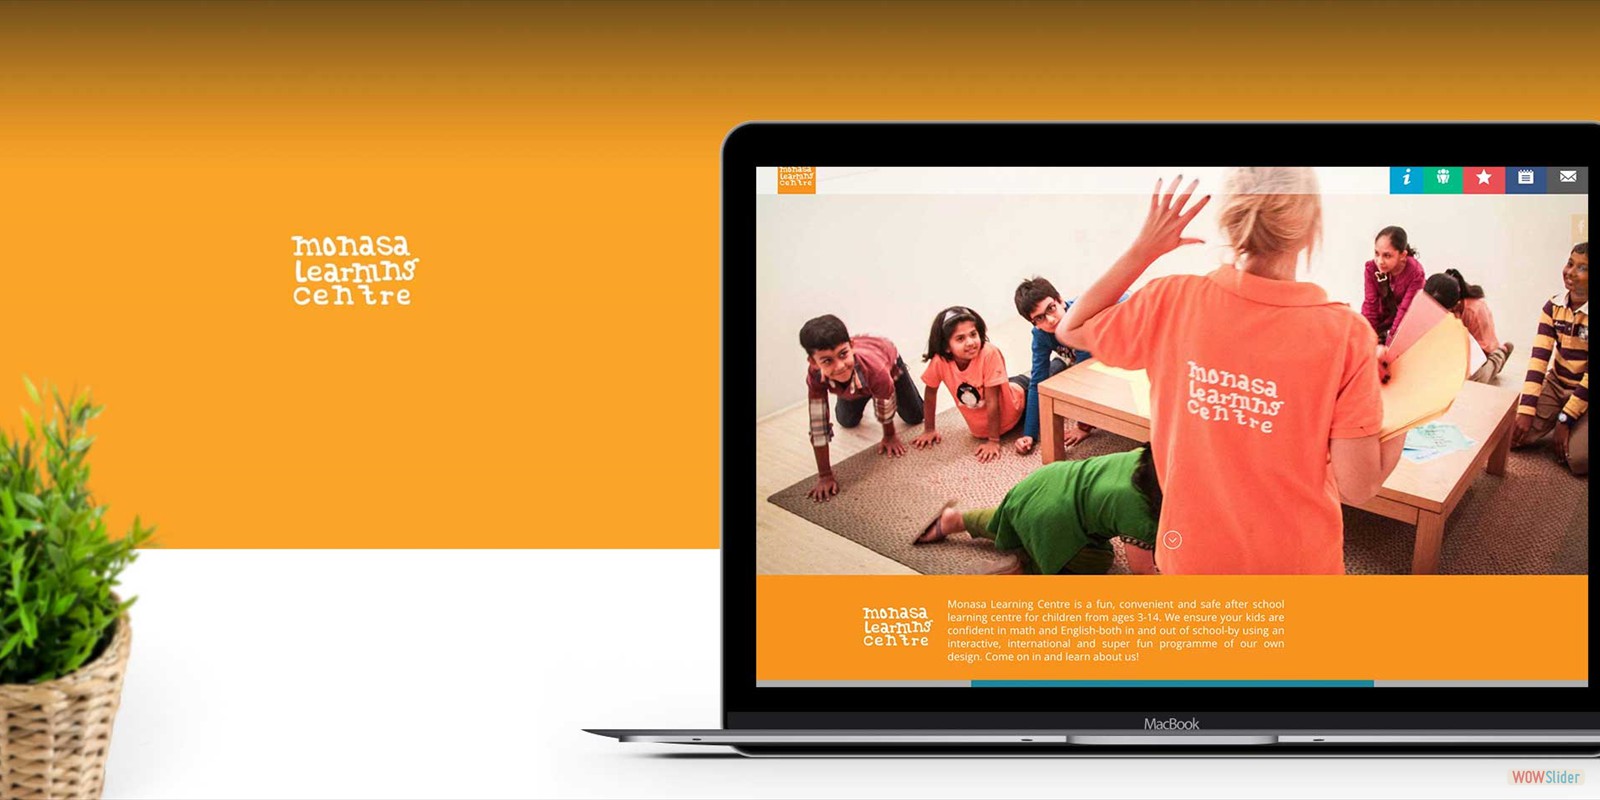 monasa
learning
centre
monasa
learning
centre
monasa
learning
centre
monasa
learning
centre
Monasa Learning Centre is a fun, convenient and safe after school
learning centre for children from ages 3-14. We ensure your kids are
confident in math and English-both in and out of school-by using an
interactive, international and super fun programme of our own
design. Come on in and learn about us!
MacBook
WOWSlider